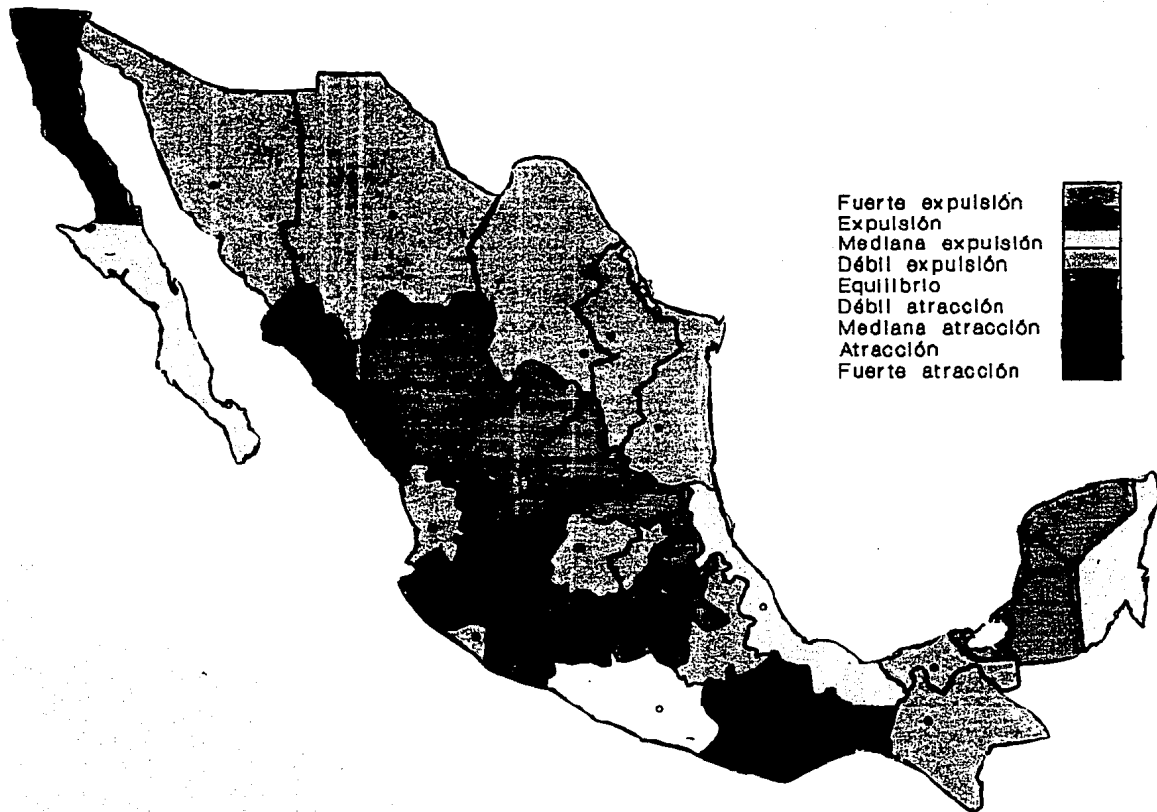 Fuerte expulsión
Expulsión
Mediana expulsión
Débil expulsión
Equilibrio
Débil atracción
Mediana atracción
Atracción
Fuerte atracción